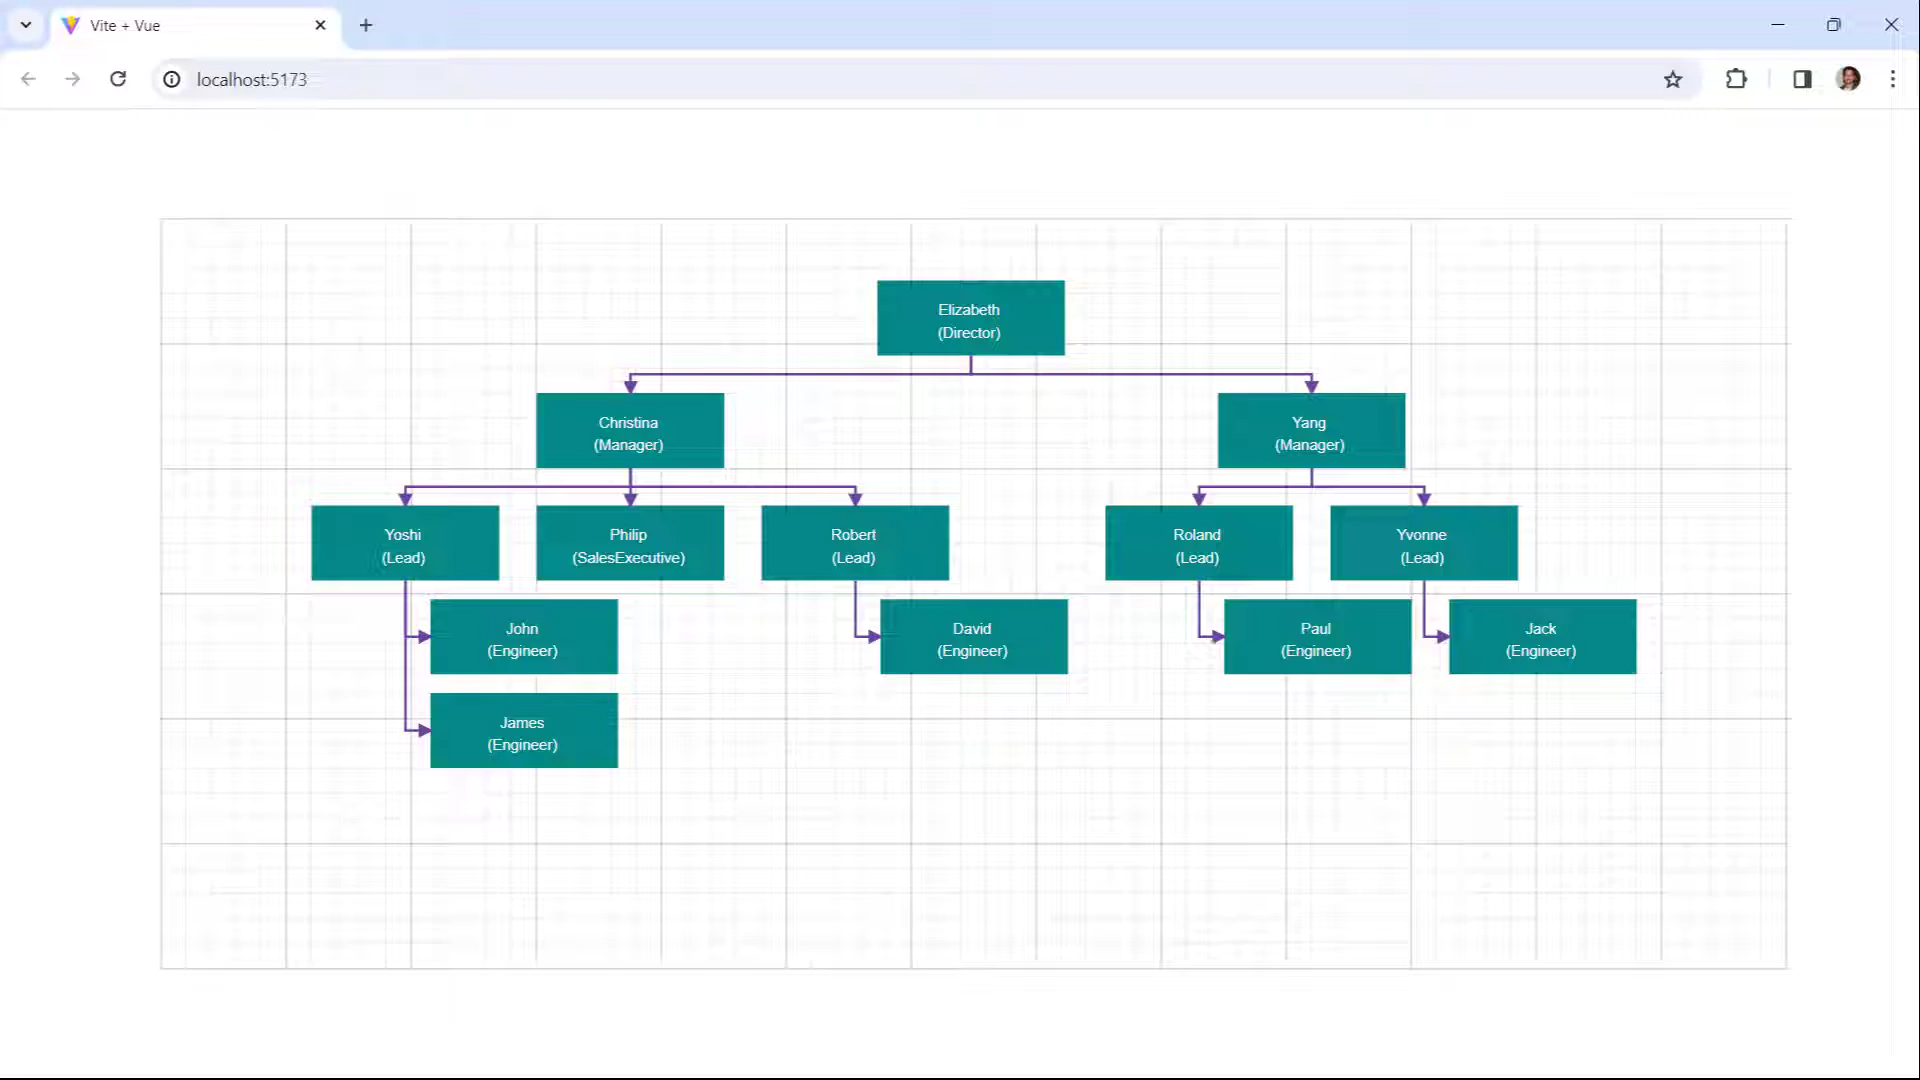 Vite + Vue
localhost:5173
Elizabeth
(Director)
Christina
(Manager)
Yang
(Manager)
Yoshi
(Lead)
Philip
(SalesExecutive)
Robert
(Lead)
Roland
(Lead)
Yvonne
(Lead)
John
(Engineer)
David
(Engineer)
Paul
(Engineer)
Jack
(Engineer)
James
(Engineer)